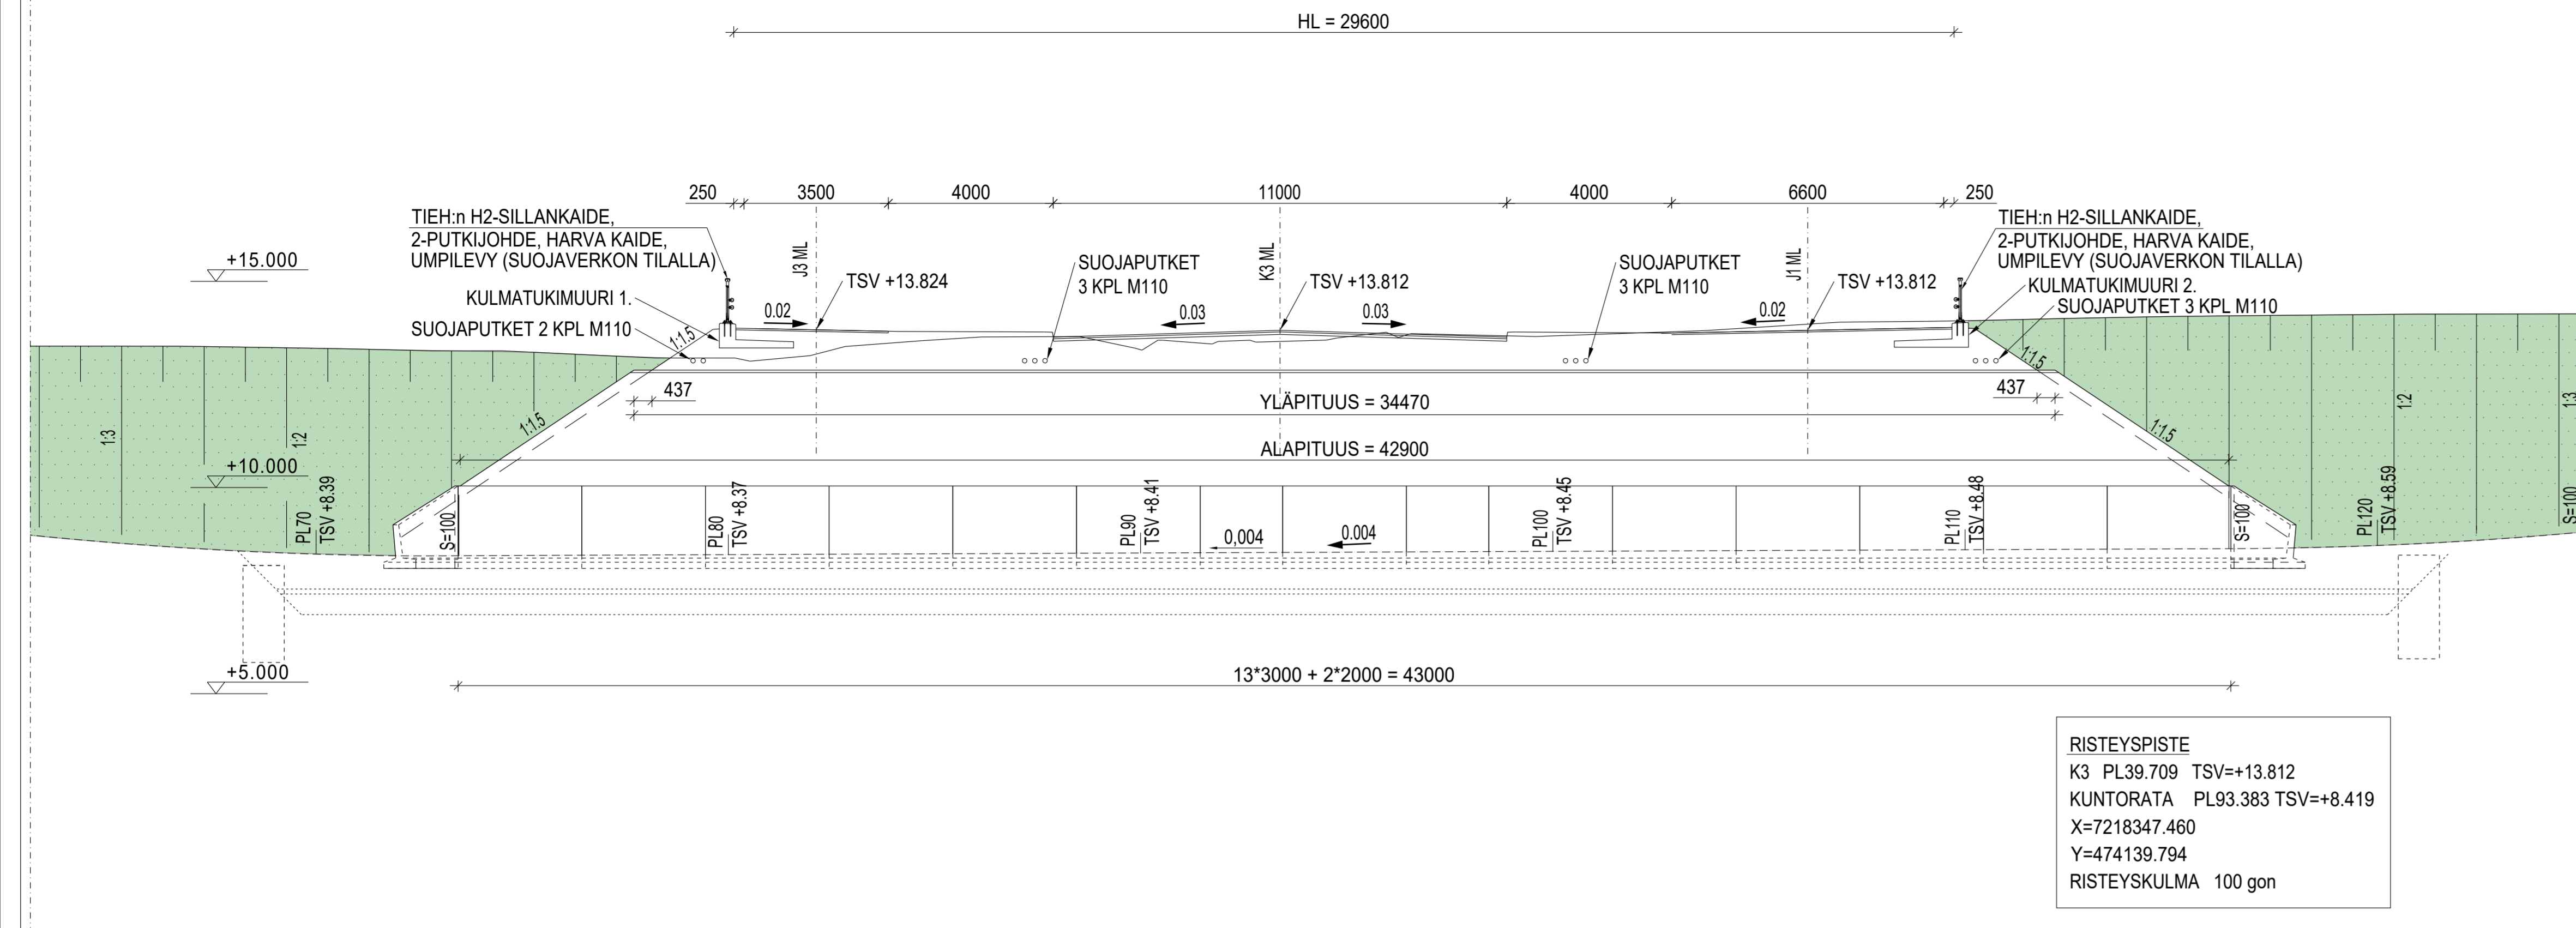 HL = 29600
250
3500
4000
11000
4000
6600
250
TIEH:n H2-SILLANKAIDE,
2-PUTKIJOHDE, HARVA KAIDE,
UMPILEVY (SUOJAVERKON TILALLA)
KULMATUKIMUURI 1.
SUOJAPUTKET 2 KPL M110
J3 ML
TSV +13.824
SUOJAPUTKET
3 KPL M110
K3 ML
TSV +13.812
SUOJAPUTKET
3 KPL M110
J1 ML
TSV +13.812
TIEH:n H2-SILLANKAIDE,
2-PUTKIJOHDE, HARVA KAIDE,
UMPILEVY (SUOJAVERKON TILALLA)
KULMATUKIMUURI 2.
SUOJAPUTKET 3 KPL M110
+15.000
0.02
0.03
0.03
0.02
1:1.5
1:1.5
437
437
YLÄPITUUS = 34470
1:3
1:2
1:1.5
1:1.5
1:2
1:3
ALAPITUUS = 42900
+10.000
PL70
TSV +8.39
S=100
PL80
TSV +8.37
PL90
TSV +8.41
0,004
0.004
PL100
TSV +8.45
PL110
TSV +8.48
S=100
PL120
TSV +8.59
S=100
+5.000
13*3000 + 2*2000 = 43000
RISTEYSPISTE
K3 PL39.709 TSV=+13.812
KUNTORATA PL93.383 TSV=+8.419
X=7218347.460
Y=474139.794
RISTEYSKULMA 100 gon